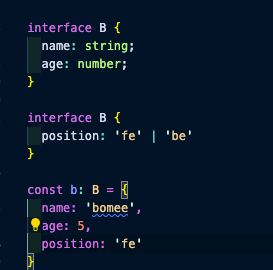 interface B {
name: string;
age: number;
}
interface B {
position: 'fe' | 'be'
}
const b: B = {
name: 'bomee',
age: 5,
position: 'fe'
}